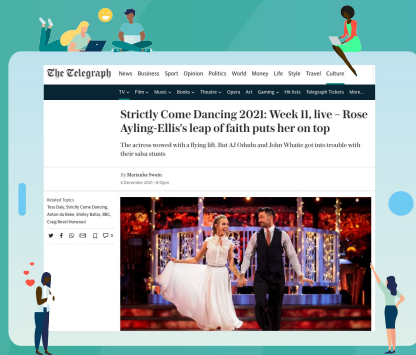 The Telegraph News Business Sport Opinion Politics World Money Life Style Travel Culture
TV Film Music Books Theatre Opera Art Gaming Hit lists Telegraph Tickets More...
Strictly Come Dancing 2021: Week 11, live – Rose
Ayling-Ellis's leap of faith puts her on top
The actress wowed with a flying lift. But AJ Odudu and John Whaite got into trouble with
their salsa stunts
By Marianka Swain
4 December 2021 • 9:12pm
Related Topics
Tess Daly, Strictly Come Dancing,
Anton du Beke, Shirley Ballas, BBC,
Craig Revel Horwood